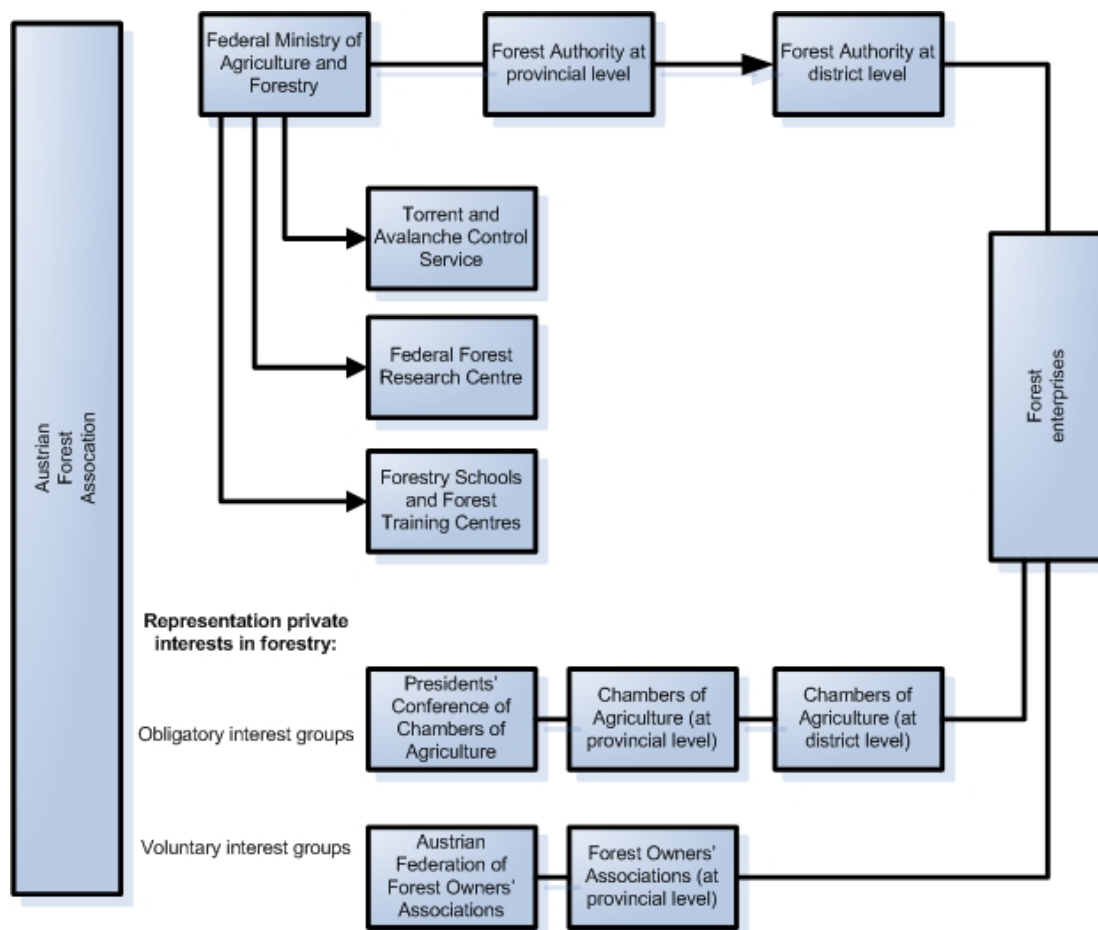 Austrian
Forest
Assocation
Federal Ministry of
Agriculture and
Forestry
Forest Authority at
provincial level
Forest Authority at
district level
Torrent and
Avalanche Control
Service
Federal Forest
Research Centre
Forestry Schools
and Forest
Training Centres
Forest
enterprises
Representation private
interests in forestry:
Obligatory interest groups
Presidents'
Conference of
Chambers of
Agriculture
Chambers of
Agriculture (at
provincial level)
Chambers of
Agriculture (at
district level)
Voluntary interest groups
Austrian
Federation of
Forest Owners'
Associations
Forest Owners'
Associations (at
provincial level)